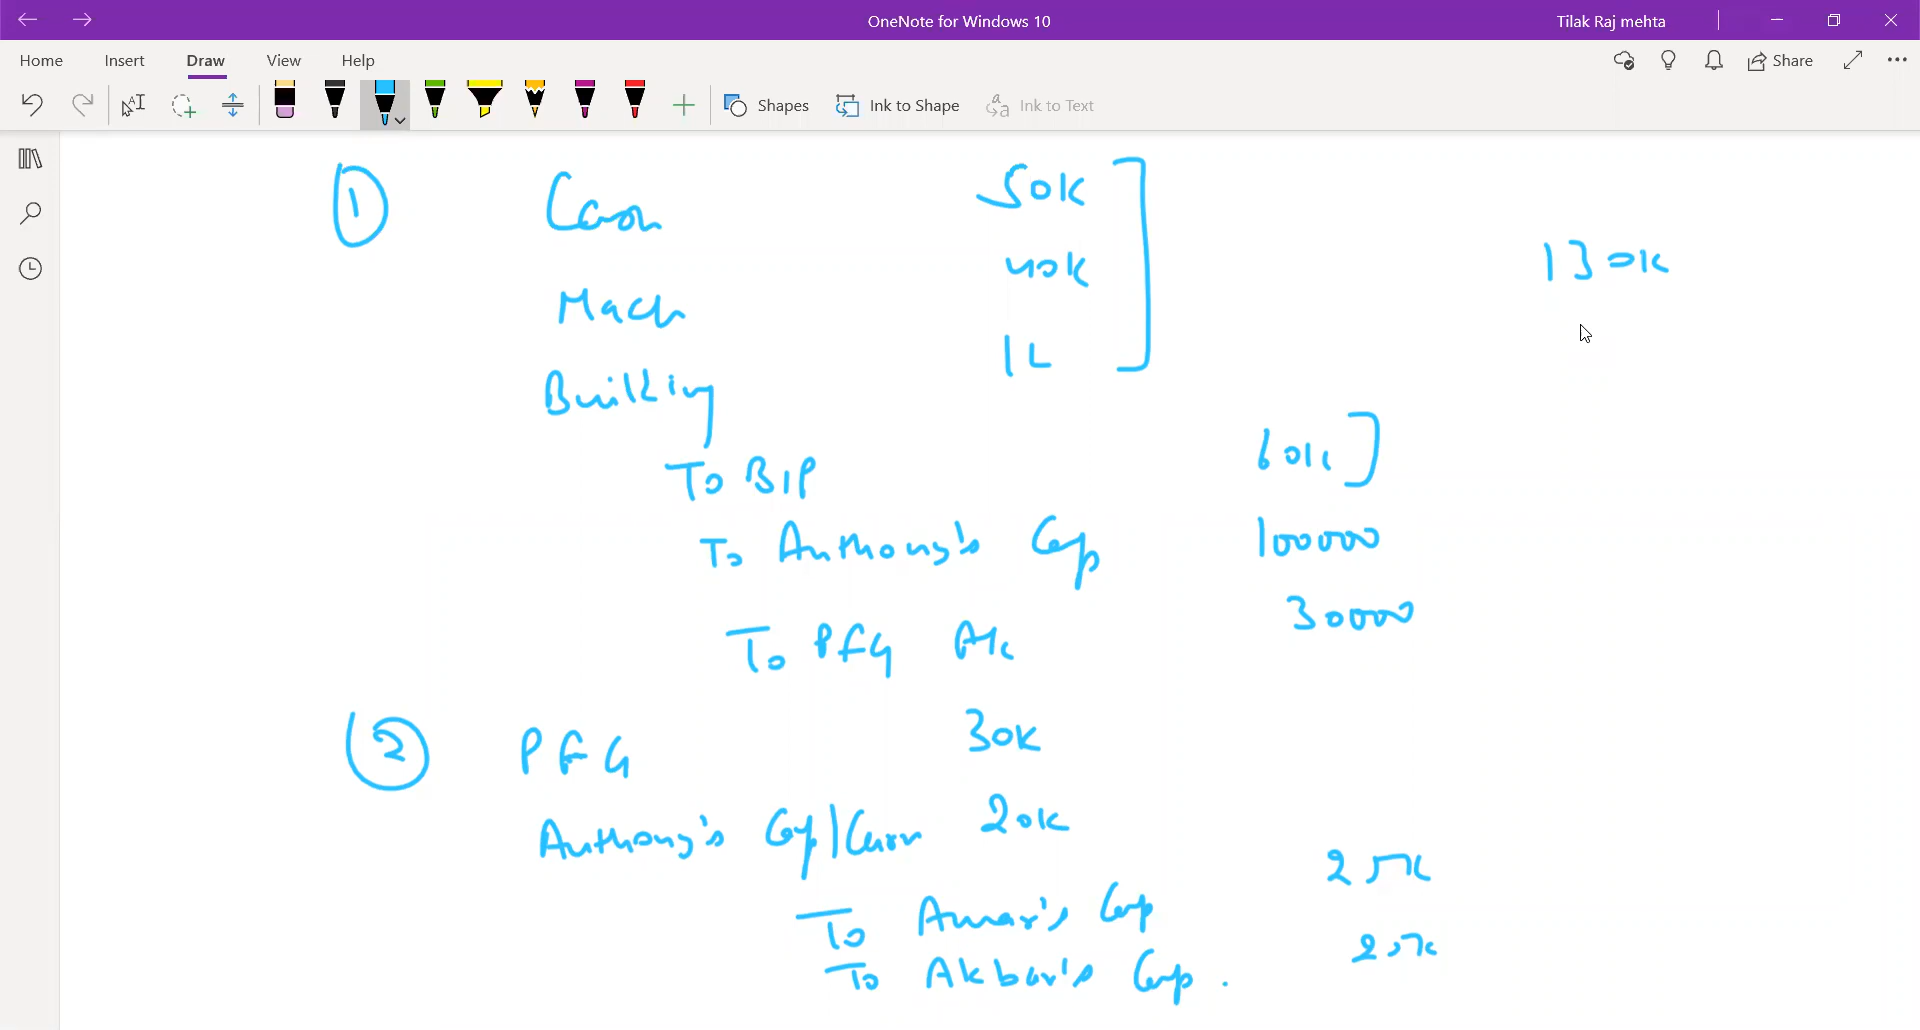 OneNote for Windows 10 Tilak Raj mehta
Home Insert Draw View Help Share
Shapes Ink to Shape Ink to Text
① Cash 50K
130K
Mach 40K
Building 1L
To B/P 60K
To Anthony's Cap 100000
To PFG A/c 30000
② PFG 30K
Anthony's Cap/Curr 20K
To Amar's Cap 25K
To Akbar's Cap. 25K